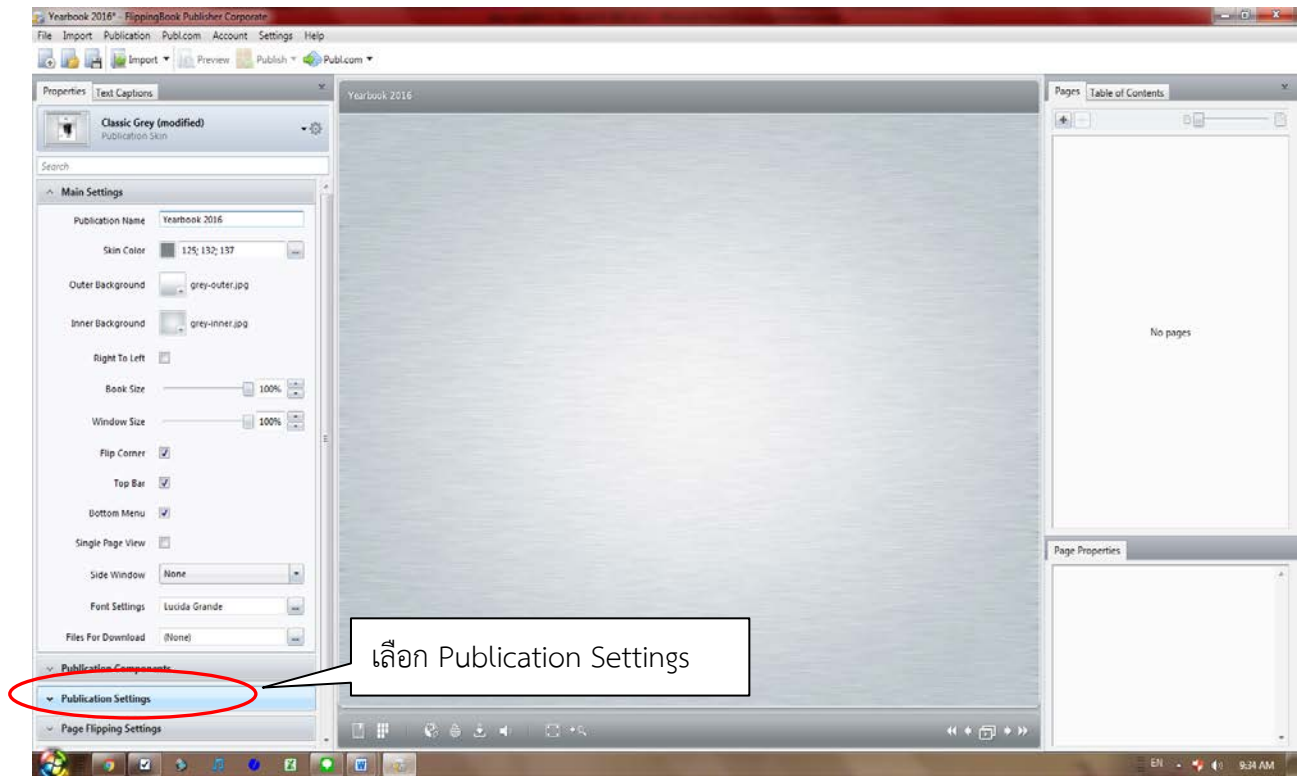 Yearbook 2016* - FlippingBook Publisher Corporate
File Import Publication Publ.com Account Settings Help
Import Preview Publish Publ.com
Properties Text Captions
Classic Grey (modified)
Publication Skin
Search
Main Settings
Publication Name Yearbook 2016
Skin Color 125; 132; 137
Outer Background grey-outer.jpg
Inner Background grey-inner.jpg
Right To Left
Book Size 100%
Window Size 100%
Flip Corner
Top Bar
Bottom Menu
Single Page View
Side Window None
Font Settings Lucida Grande
Files For Download (None)
Publication Components
Publication Settings
Page Flipping Settings
Yearbook 2016
เลือก Publication Settings
Pages Table of Contents
No pages
Page Properties
EN 9:34 AM